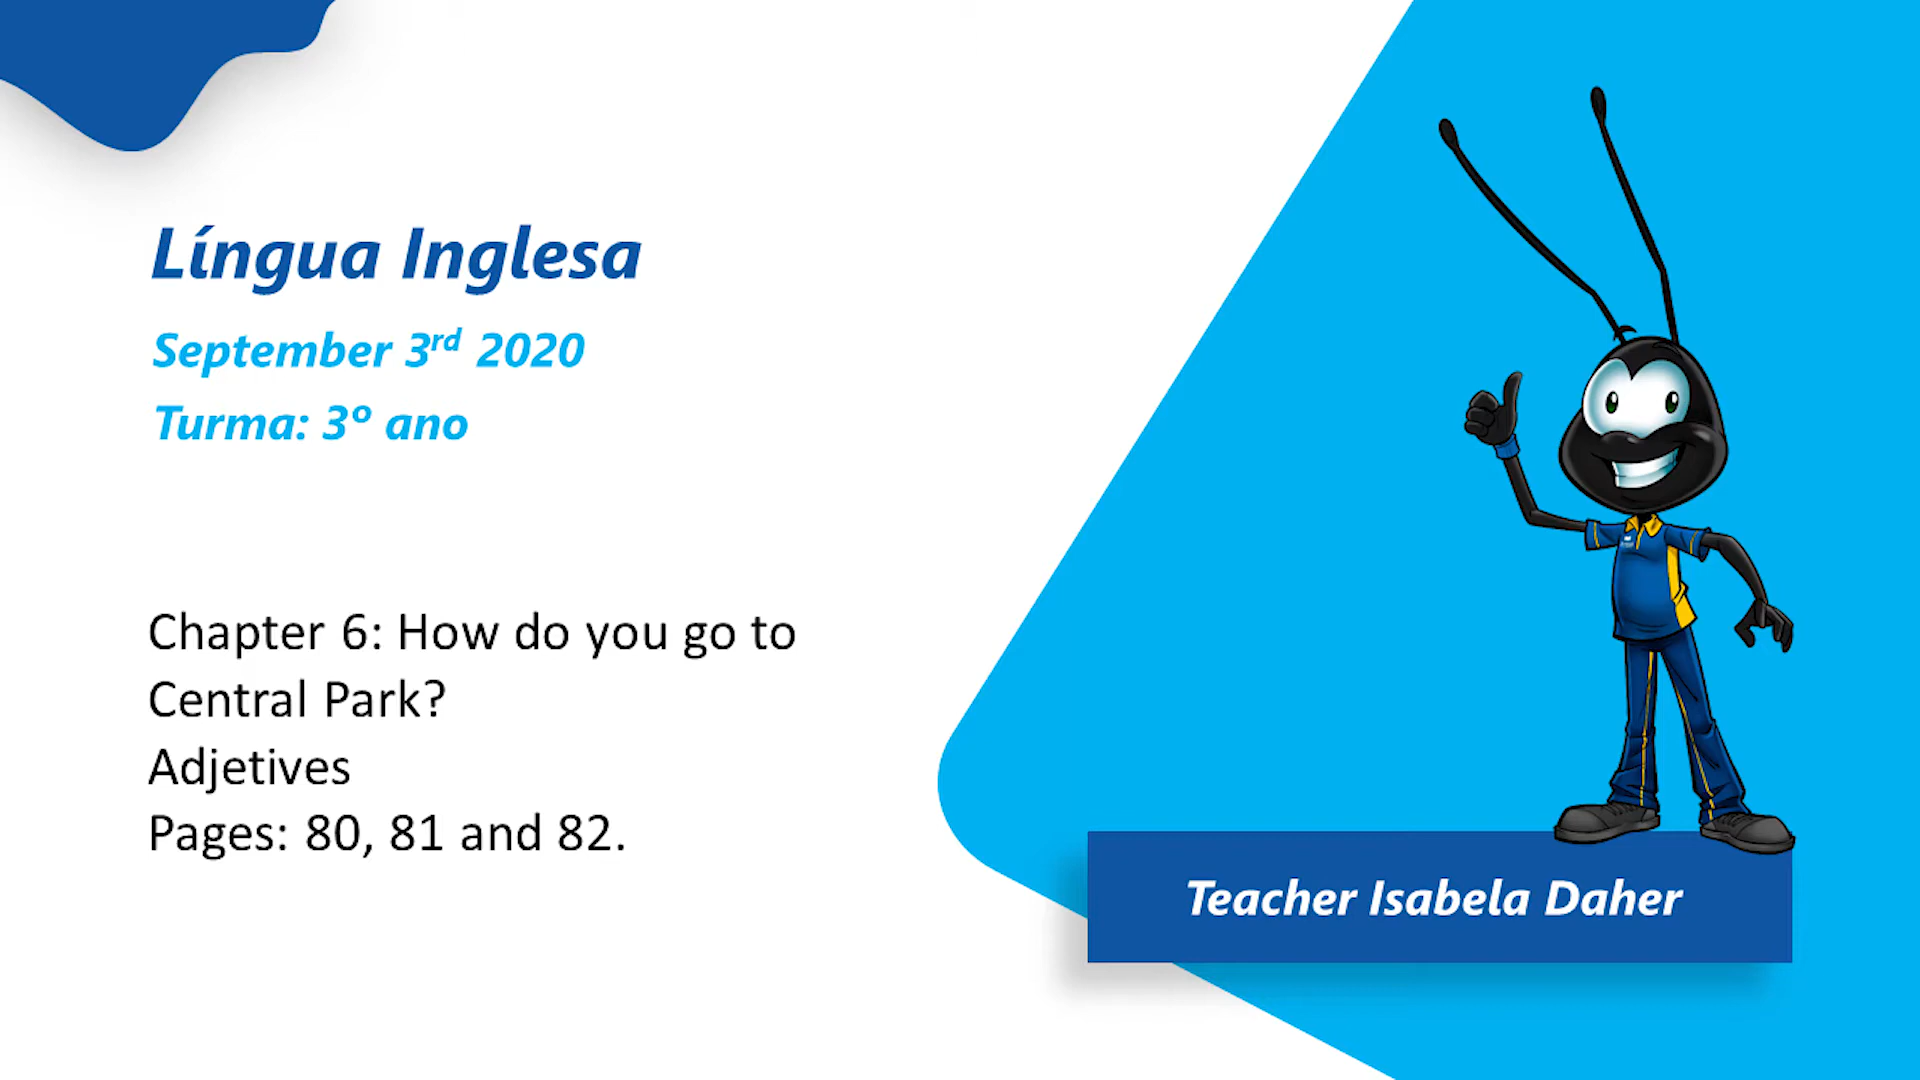 Língua Inglesa
September 3rd 2020
Turma: 3º ano
Chapter 6: How do you go to
Central Park?
Adjetives
Pages: 80, 81 and 82.
Teacher Isabela Daher